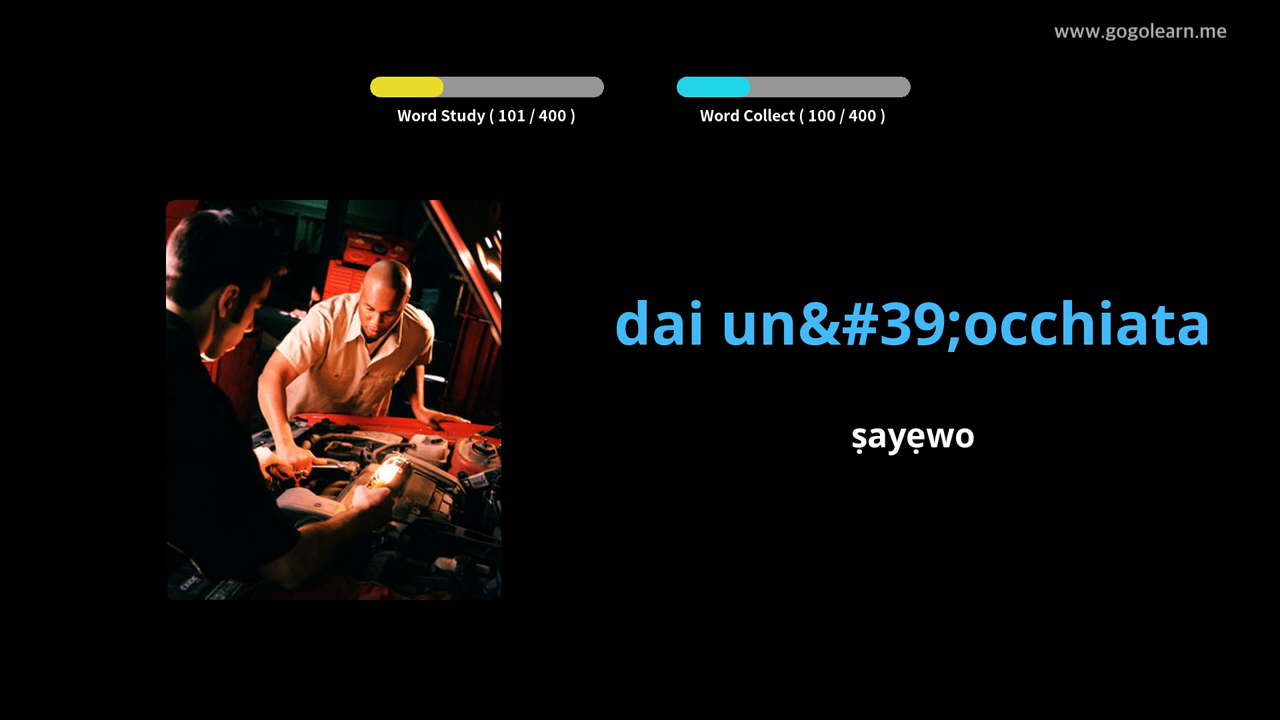 www.gogolearn.me
Word Study ( 101 / 400 )
Word Collect ( 100 / 400 )
dai un&#39;occhiata
ṣayẹwo